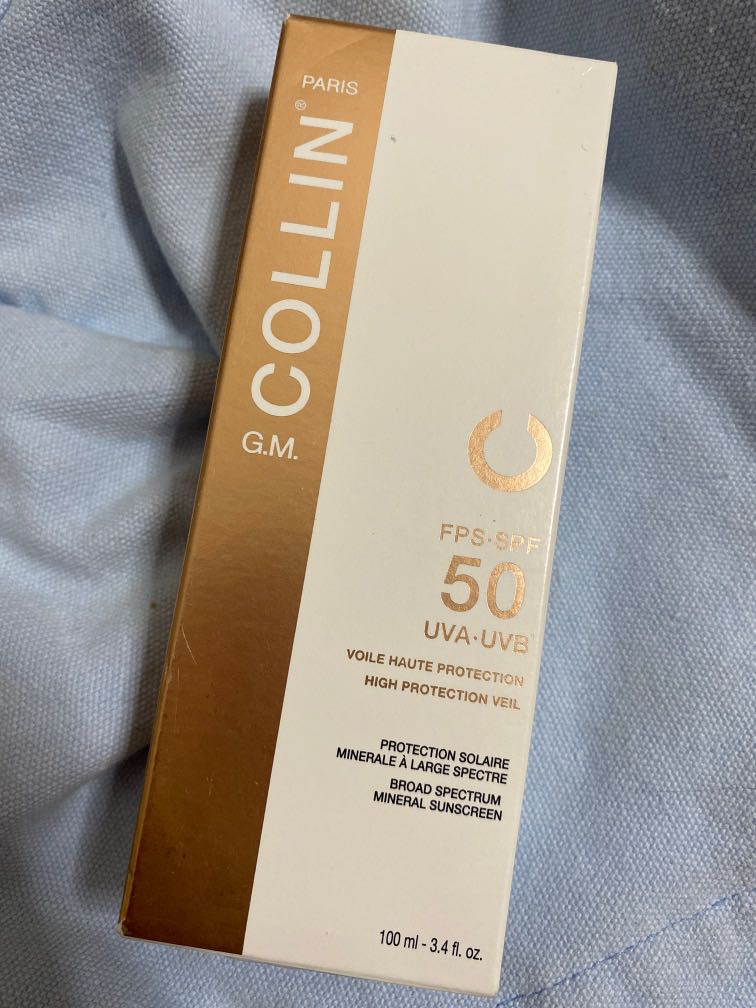 PARIS
G.M. COLLIN®
FPS·SPF
50
UVA·UVB
VOILE HAUTE PROTECTION
HIGH PROTECTION VEIL
PROTECTION SOLAIRE
MINERALE À LARGE SPECTRE
BROAD SPECTRUM
MINERAL SUNSCREEN
100 ml - 3.4 fl. oz.